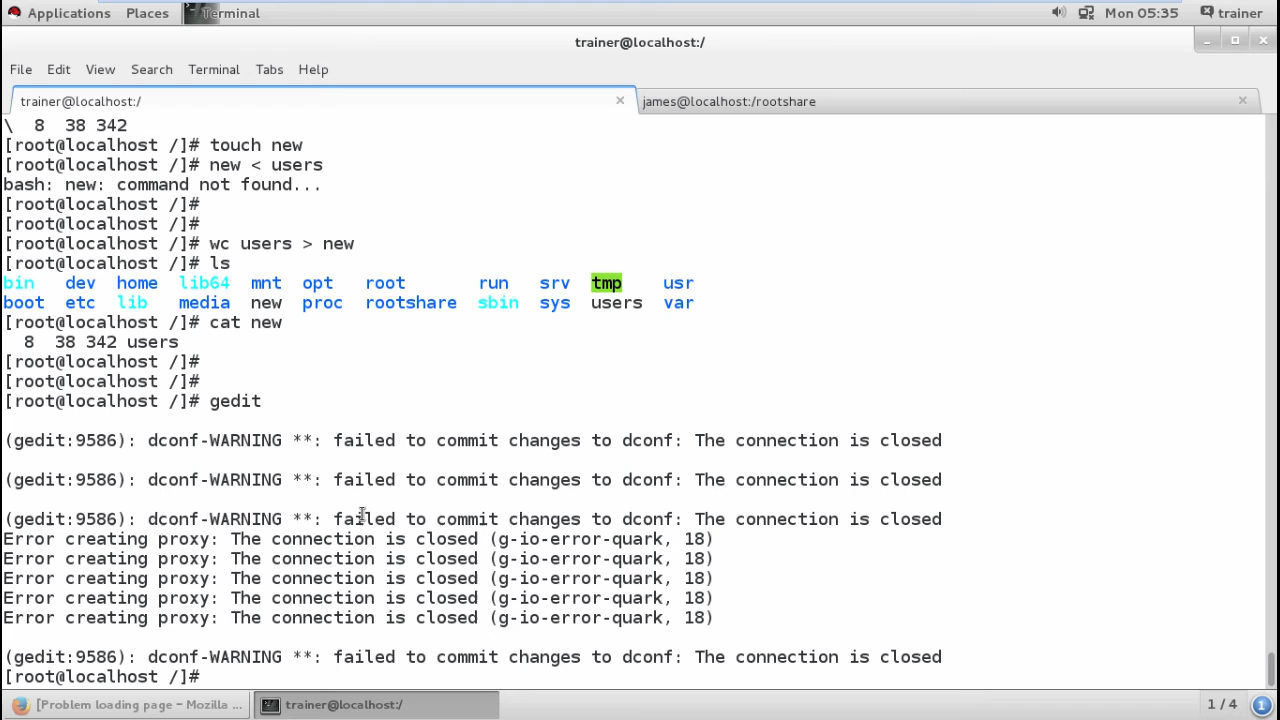 Applications Places Terminal Mon 05:35 trainer
trainer@localhost:/
File Edit View Search Terminal Tabs Help
trainer@localhost:/ james@localhost:/rootshare
\ 8 38 342
[root@localhost /]# touch new
[root@localhost /]# new < users
bash: new: command not found...
[root@localhost /]#
[root@localhost /]#
[root@localhost /]# wc users > new
[root@localhost /]# ls
bin dev home lib64 mnt opt root run srv tmp usr
boot etc lib media new proc rootshare sbin sys users var
[root@localhost /]# cat new
8 38 342 users
[root@localhost /]#
[root@localhost /]#
[root@localhost /]# gedit
(gedit:9586): dconf-WARNING **: failed to commit changes to dconf: The connection is closed
(gedit:9586): dconf-WARNING **: failed to commit changes to dconf: The connection is closed
(gedit:9586): dconf-WARNING **: failed to commit changes to dconf: The connection is closed
Error creating proxy: The connection is closed (g-io-error-quark, 18)
Error creating proxy: The connection is closed (g-io-error-quark, 18)
Error creating proxy: The connection is closed (g-io-error-quark, 18)
Error creating proxy: The connection is closed (g-io-error-quark, 18)
Error creating proxy: The connection is closed (g-io-error-quark, 18)
(gedit:9586): dconf-WARNING **: failed to commit changes to dconf: The connection is closed
[root@localhost /]#
[Problem loading page – Mozilla ... trainer@localhost:/ 1 / 4 1